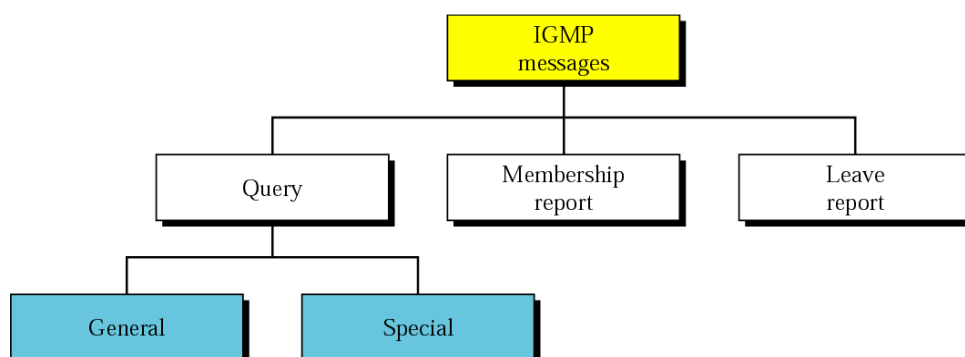 IGMP
messages
Query
Membership
report
Leave
report
General
Special